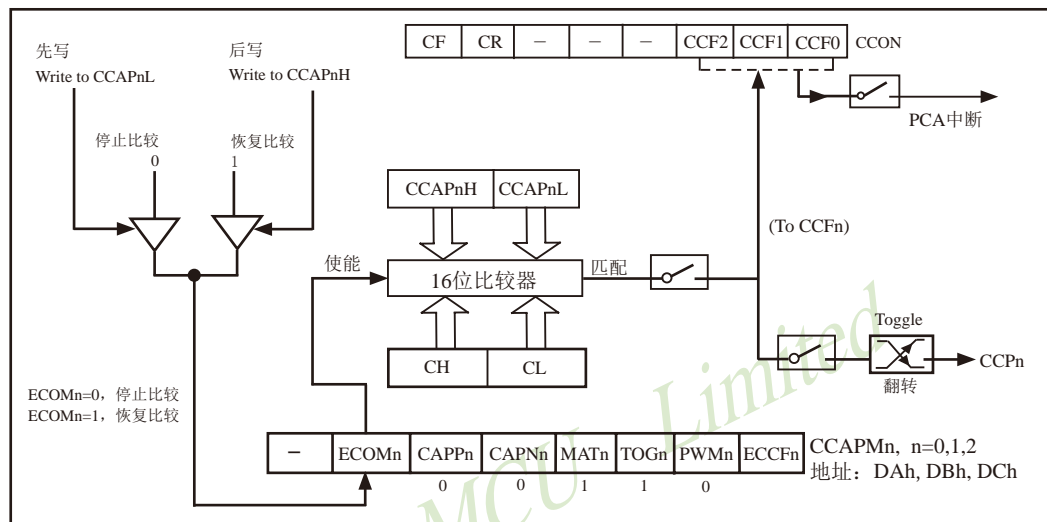 CF CR — — — CCF2 CCF1 CCF0 CCON
先写
Write to CCAPnL
后写
Write to CCAPnH
PCA中断
停止比较
0
恢复比较
1
CCAPnH CCAPnL
(To CCFn)
使能
16位比较器
匹配
CH CL
Toggle
翻转
CCPn
ECOMn=0，停止比较
ECOMn=1，恢复比较
— ECOMn CAPPn CAPNn MATn TOGn PWMn ECCFn
CCAPMn, n=0,1,2
地址：DAh, DBh, DCh
0 0 1 1 0
MCU Limited